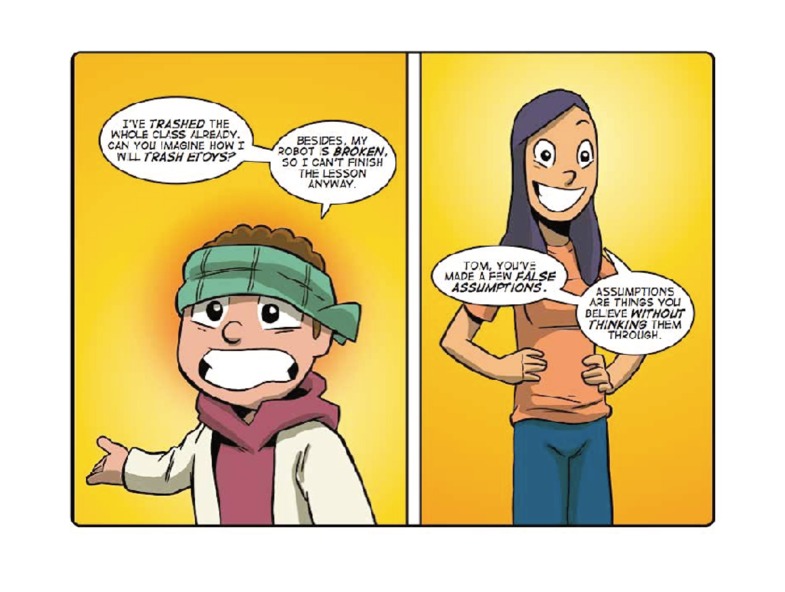 I'VE TRASHED THE
WHOLE CLASS ALREADY.
CAN YOU IMAGINE HOW I
WILL TRASH ETOYS?
BESIDES, MY
ROBOT IS BROKEN,
SO I CAN'T FINISH
THE LESSON
ANYWAY.
TOM, YOU'VE
MADE A FEW FALSE
ASSUMPTIONS.
ASSUMPTIONS
ARE THINGS YOU
BELIEVE WITHOUT
THINKING THEM
THROUGH.